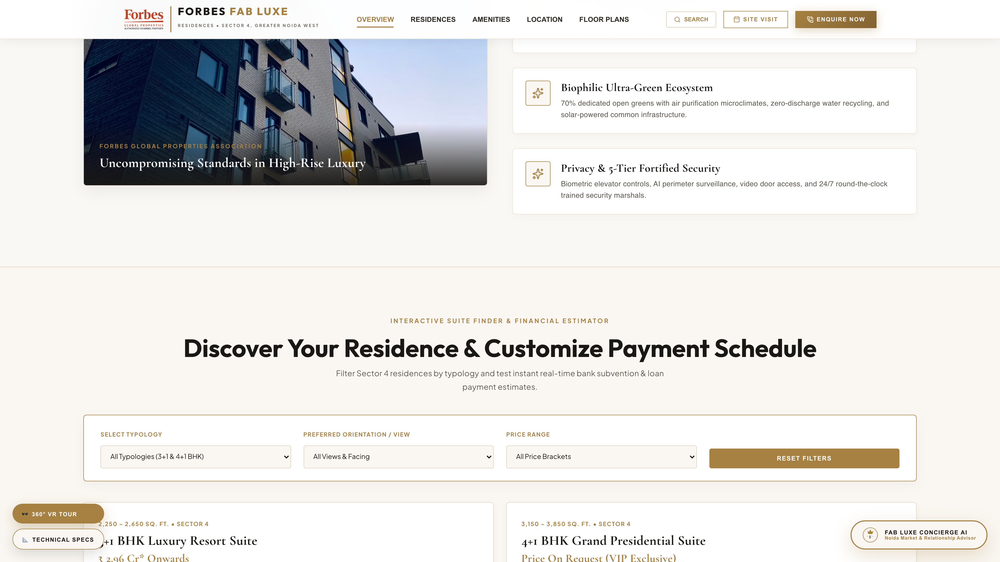 Forbes
GLOBAL PROPERTIES
AUTHORIZED CHANNEL PARTNER
FORBES FAB LUXE
RESIDENCES • SECTOR 4, GREATER NOIDA WEST
OVERVIEW
RESIDENCES
AMENITIES
LOCATION
FLOOR PLANS
SEARCH
SITE VISIT
ENQUIRE NOW
FORBES GLOBAL PROPERTIES ASSOCIATION
Uncompromising Standards in High-Rise Luxury
Biophilic Ultra-Green Ecosystem
70% dedicated open greens with air purification microclimates, zero-discharge water recycling, and
solar-powered common infrastructure.
Privacy & 5-Tier Fortified Security
Biometric elevator controls, AI perimeter surveillance, video door access, and 24/7 round-the-clock
trained security marshals.
INTERACTIVE SUITE FINDER & FINANCIAL ESTIMATOR
Discover Your Residence & Customize Payment Schedule
Filter Sector 4 residences by typology and test instant real-time bank subvention & loan
payment estimates.
SELECT TYPOLOGY
All Typologies (3+1 & 4+1 BHK)
PREFERRED ORIENTATION / VIEW
All Views & Facing
PRICE RANGE
All Price Brackets
RESET FILTERS
360° VR TOUR
TECHNICAL SPECS
2,250 – 2,650 SQ. FT. • SECTOR 4
3+1 BHK Luxury Resort Suite
₹ 2.96 Cr* Onwards
3,150 – 3,850 SQ. FT. • SECTOR 4
4+1 BHK Grand Presidential Suite
Price On Request (VIP Exclusive)
F
FAB LUXE CONCIERGE AI
Noida Market & Relationship Advisor